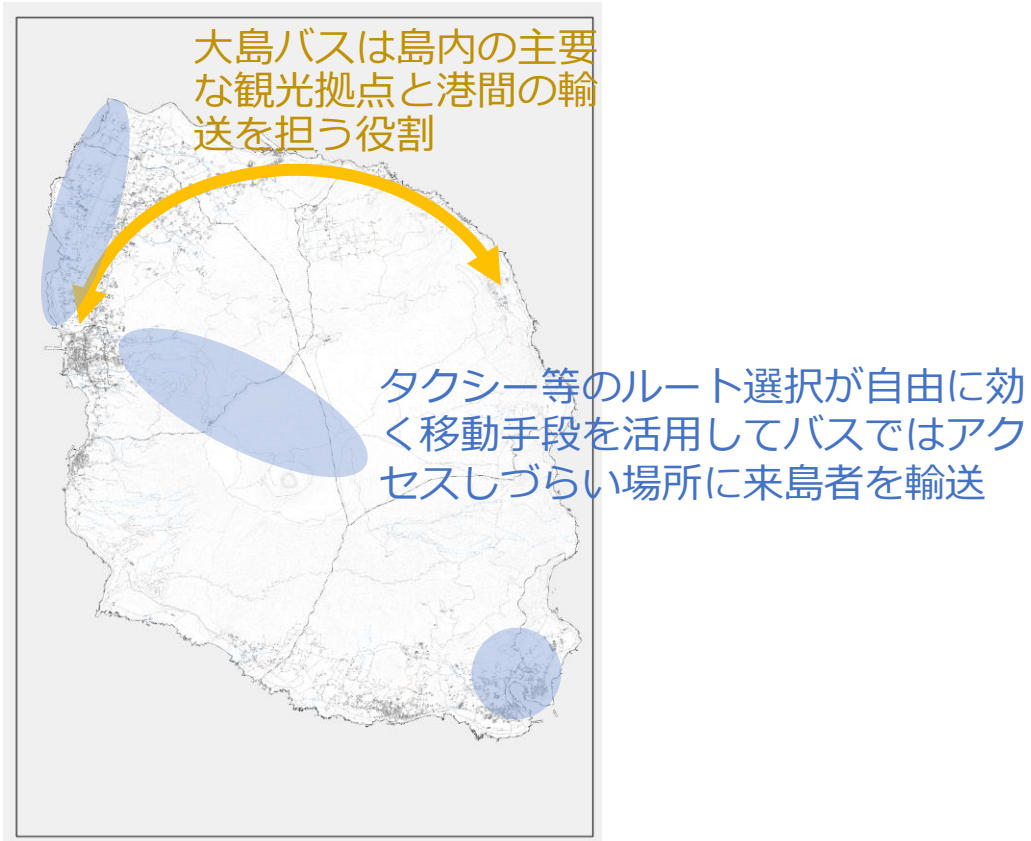 大島バスは島内の主要
な観光拠点と港間の輸
送を担う役割
タクシー等のルート選択が自由に効
く移動手段を活用してバスではアク
セスしづらい場所に来島者を輸送